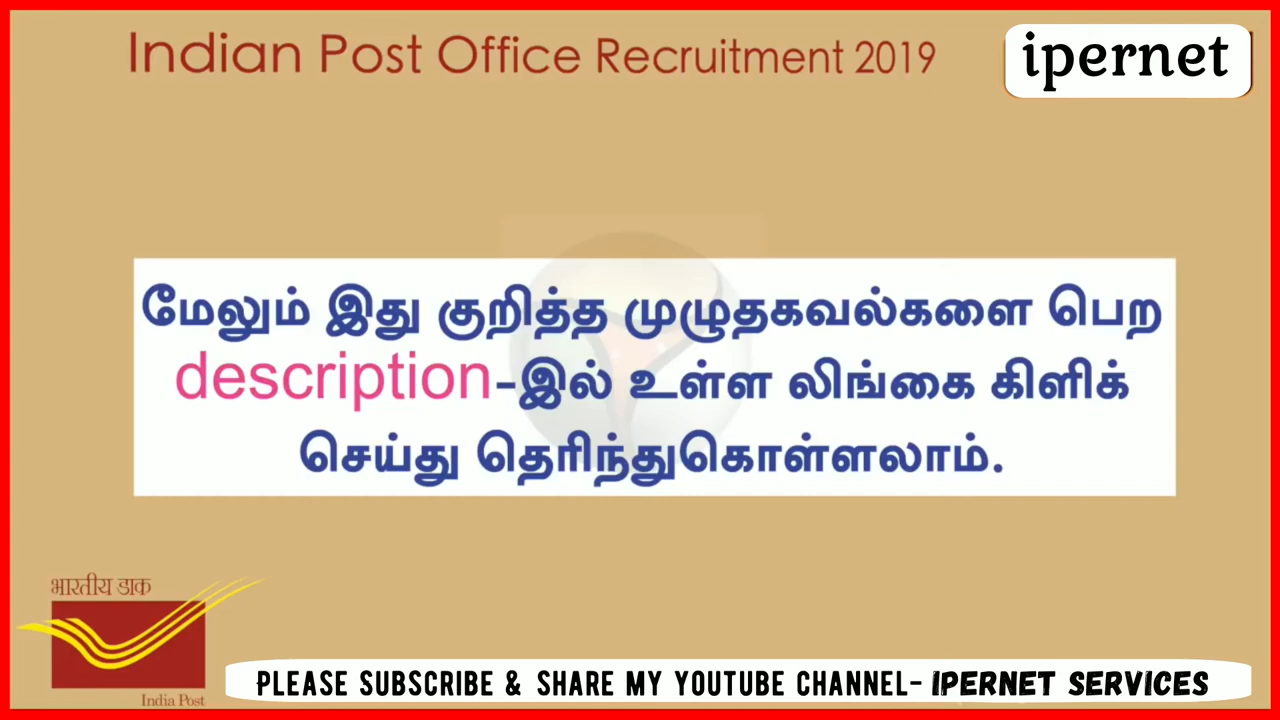 Indian Post Office Recruitment 2019
ipernet
மேலும் இது குறித்த முழுதகவல்களை பெற
description-இல் உள்ள லிங்கை கிளிக்
செய்து தெரிந்துகொள்ளலாம்.
भारतीय डाक
India Post
PLEASE SUBSCRIBE & SHARE MY YOUTUBE CHANNEL- IPERNET SERVICES